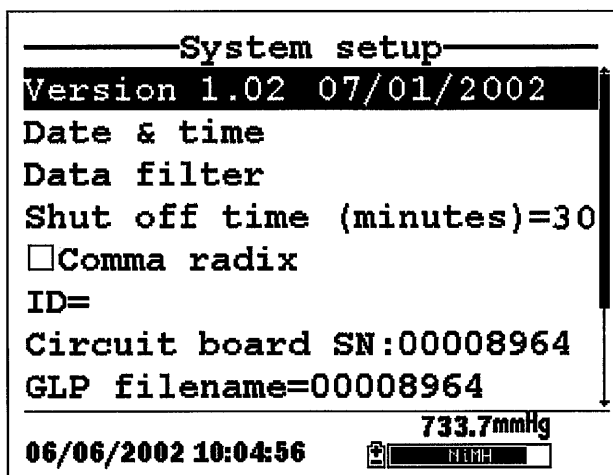 System setup
Version 1.02 07/01/2002
Date & time
Data filter
Shut off time (minutes)=30
Comma radix
ID=
Circuit board SN:00008964
GLP filename=00008964
733.7mmHg
06/06/2002 10:04:56 NiMH